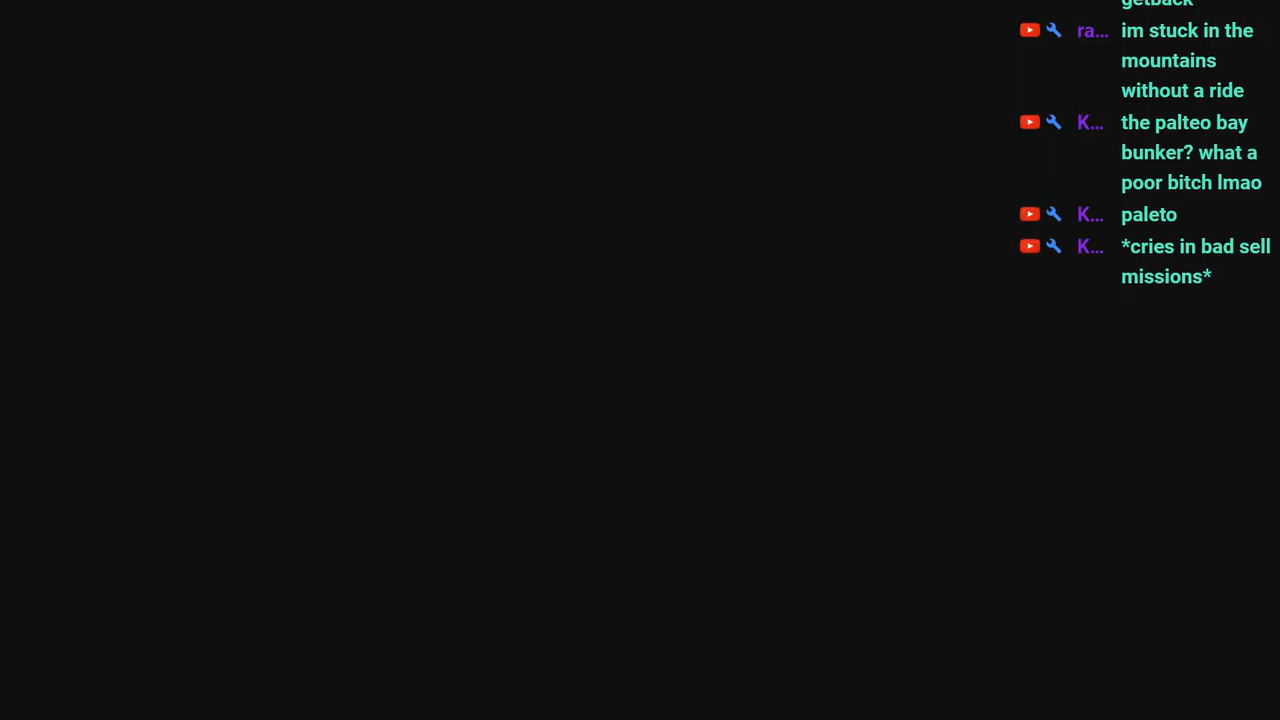 getback
ra... im stuck in the
mountains
without a ride
K... the palteo bay
bunker? what a
poor bitch lmao
K... paleto
K... *cries in bad sell
missions*